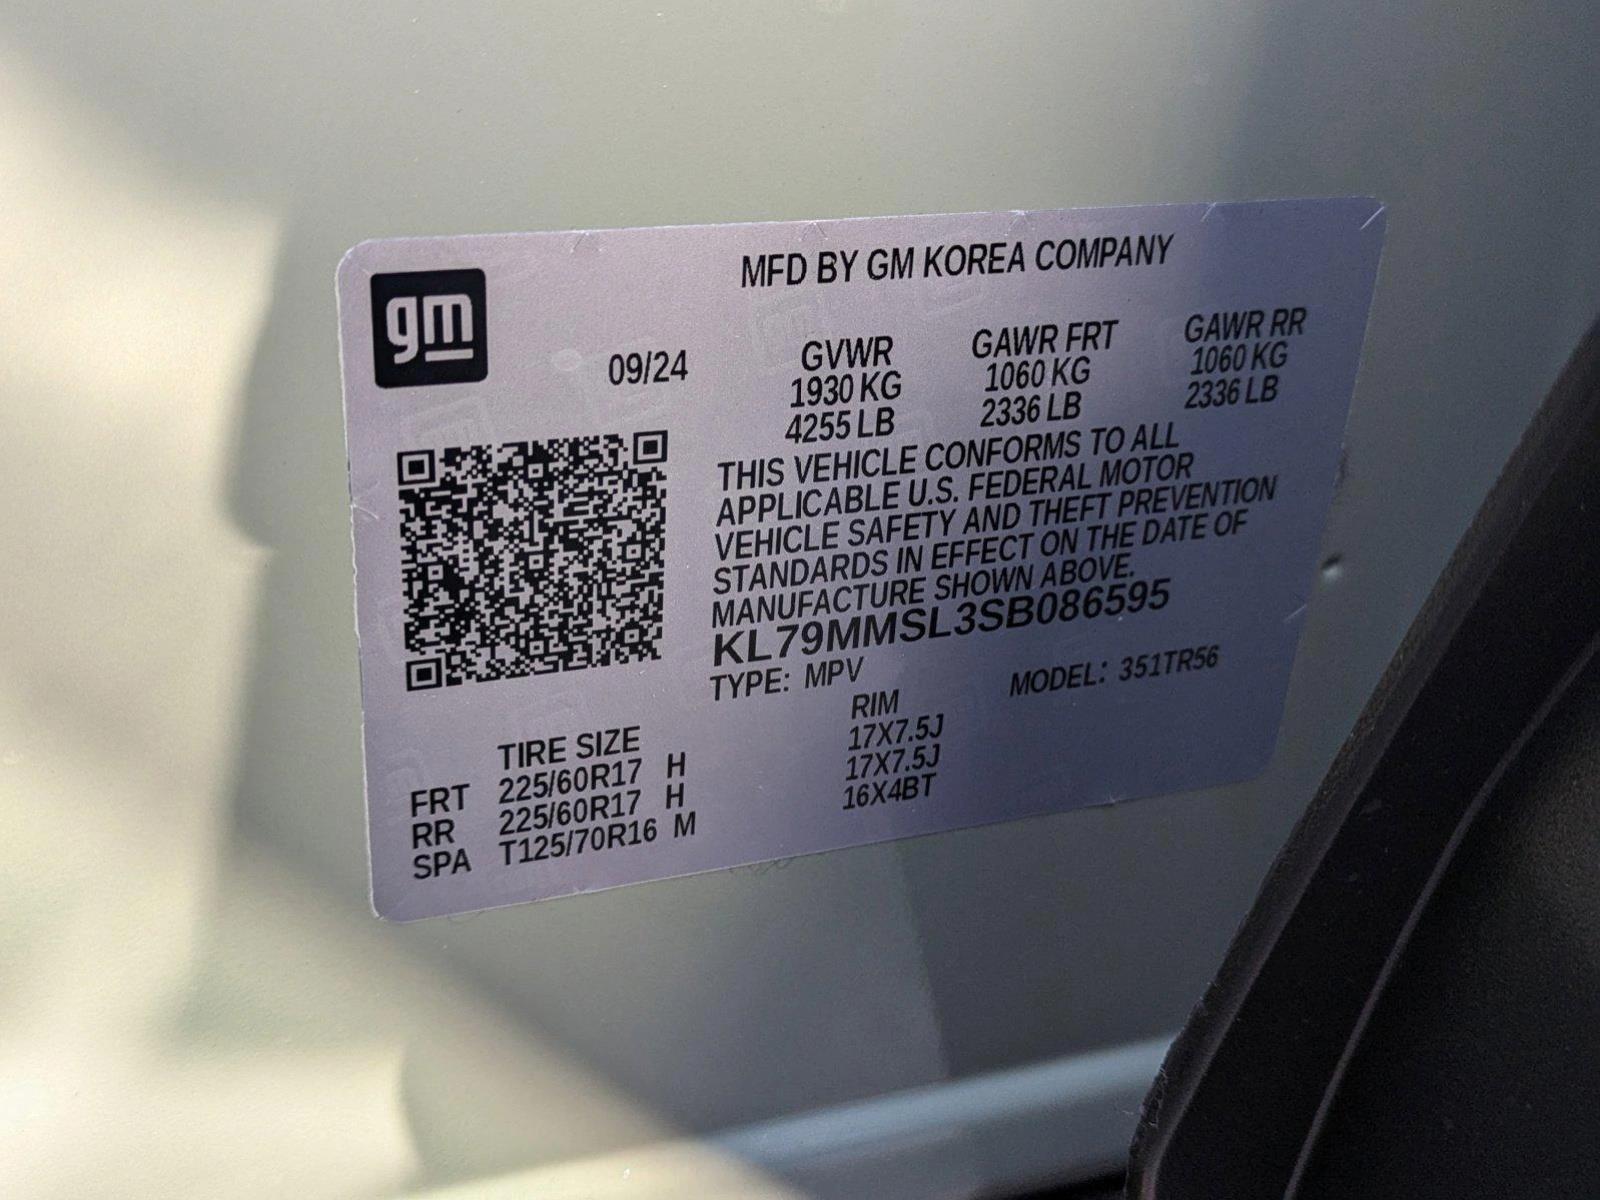 gm
MFD BY GM KOREA COMPANY
09/24
GVWR GAWR FRT GAWR RR
1930 KG 1060 KG 1060 KG
4255 LB 2336 LB 2336 LB
THIS VEHICLE CONFORMS TO ALL
APPLICABLE U.S. FEDERAL MOTOR
VEHICLE SAFETY AND THEFT PREVENTION
STANDARDS IN EFFECT ON THE DATE OF
MANUFACTURE SHOWN ABOVE.
KL79MMSL3SB086595
TYPE: MPV MODEL: 351TR56
TIRE SIZE RIM
FRT 225/60R17 H 17X7.5J
RR 225/60R17 H 17X7.5J
SPA T125/70R16 M 16X4BT